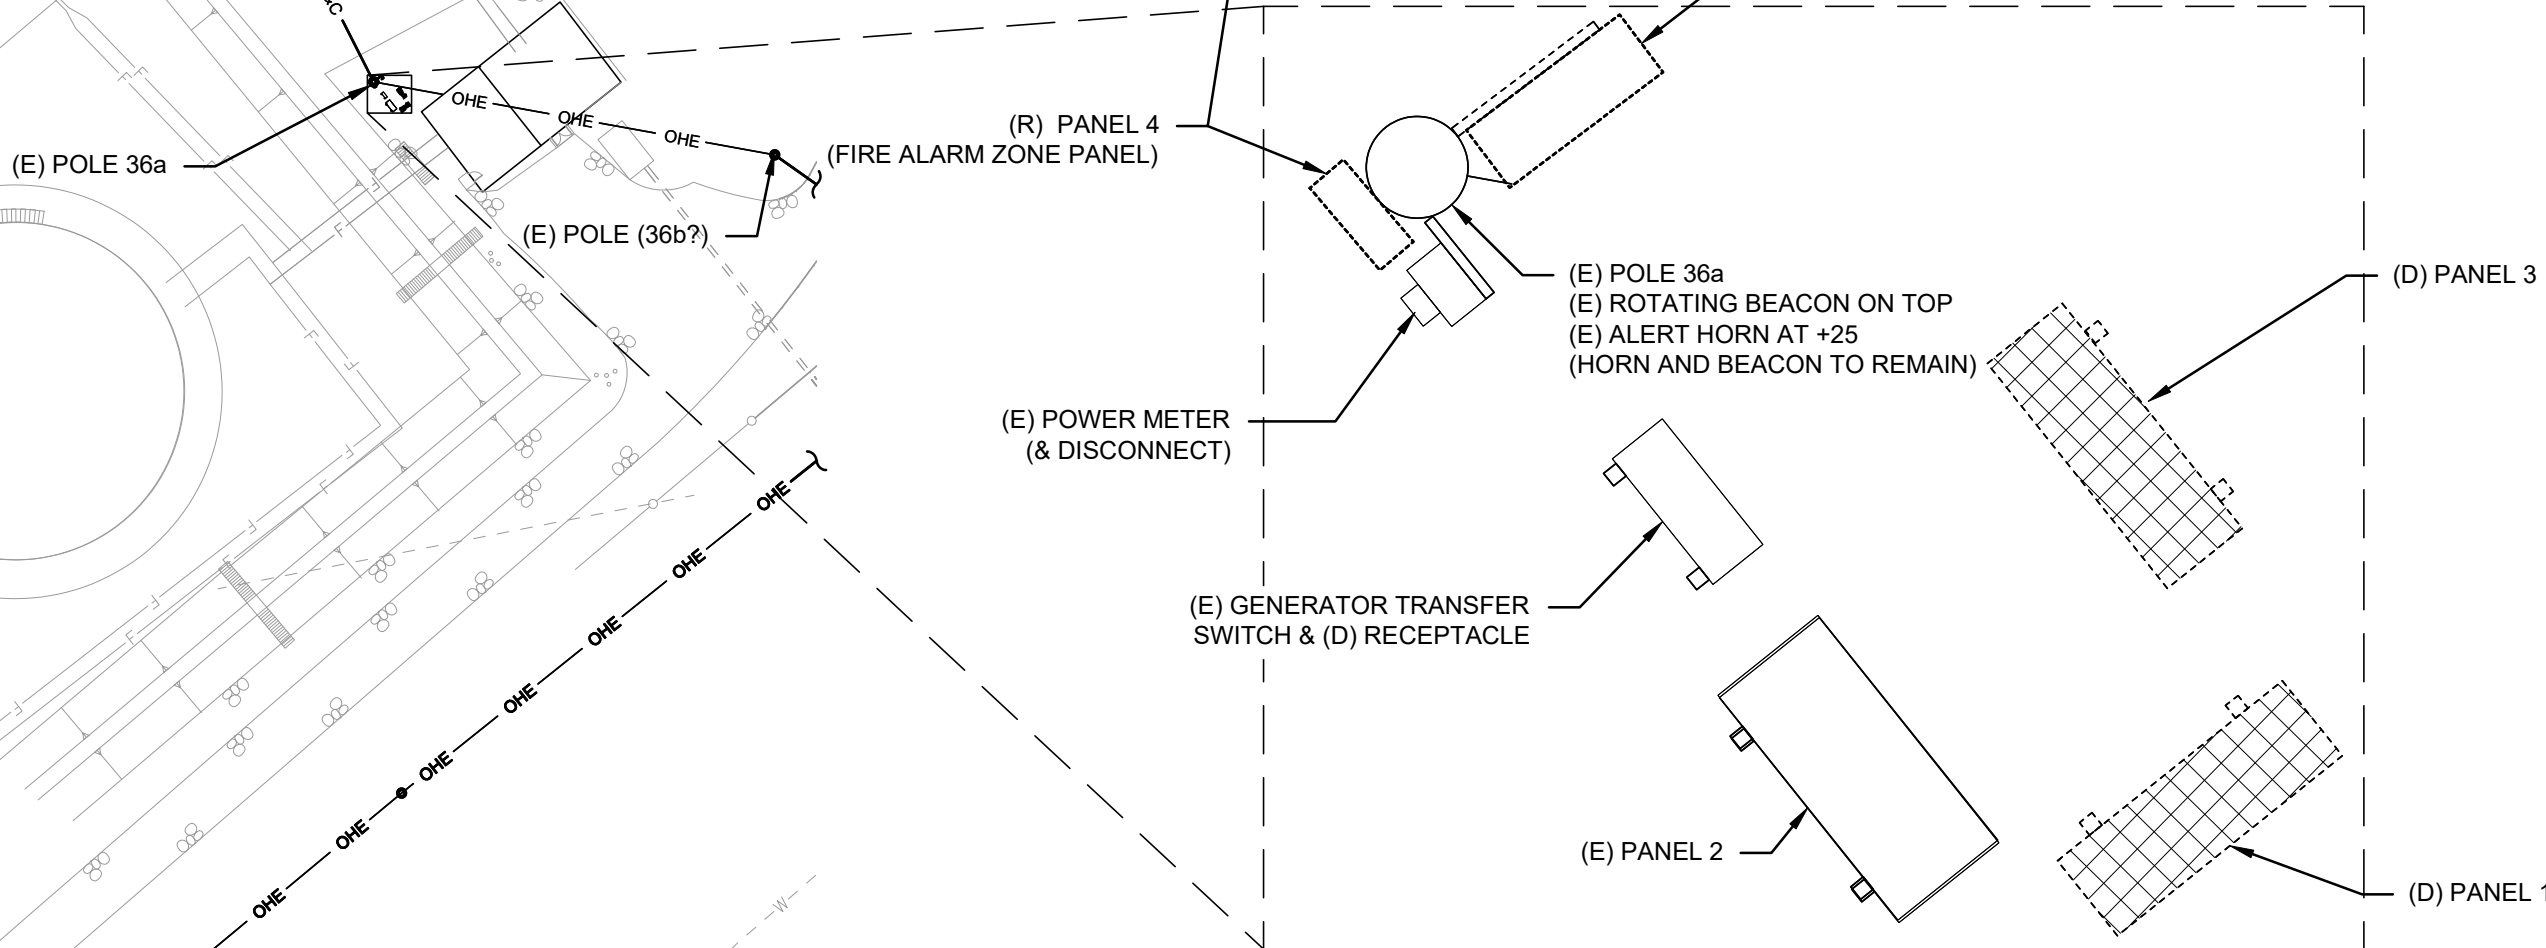 (E) POLE 36a
OHE
OHE
OHE
(E) POLE (36b?)
(R) PANEL 4
(FIRE ALARM ZONE PANEL)
(E) POLE 36a
(E) ROTATING BEACON ON TOP
(E) ALERT HORN AT +25
(HORN AND BEACON TO REMAIN)
(D) PANEL 3
(E) POWER METER
(& DISCONNECT)
OHE
OHE
OHE
OHE
OHE
OHE
OHE
(E) GENERATOR TRANSFER
SWITCH & (D) RECEPTACLE
(E) PANEL 2
(D) PANEL 1
W
F
F
F
F
F
F